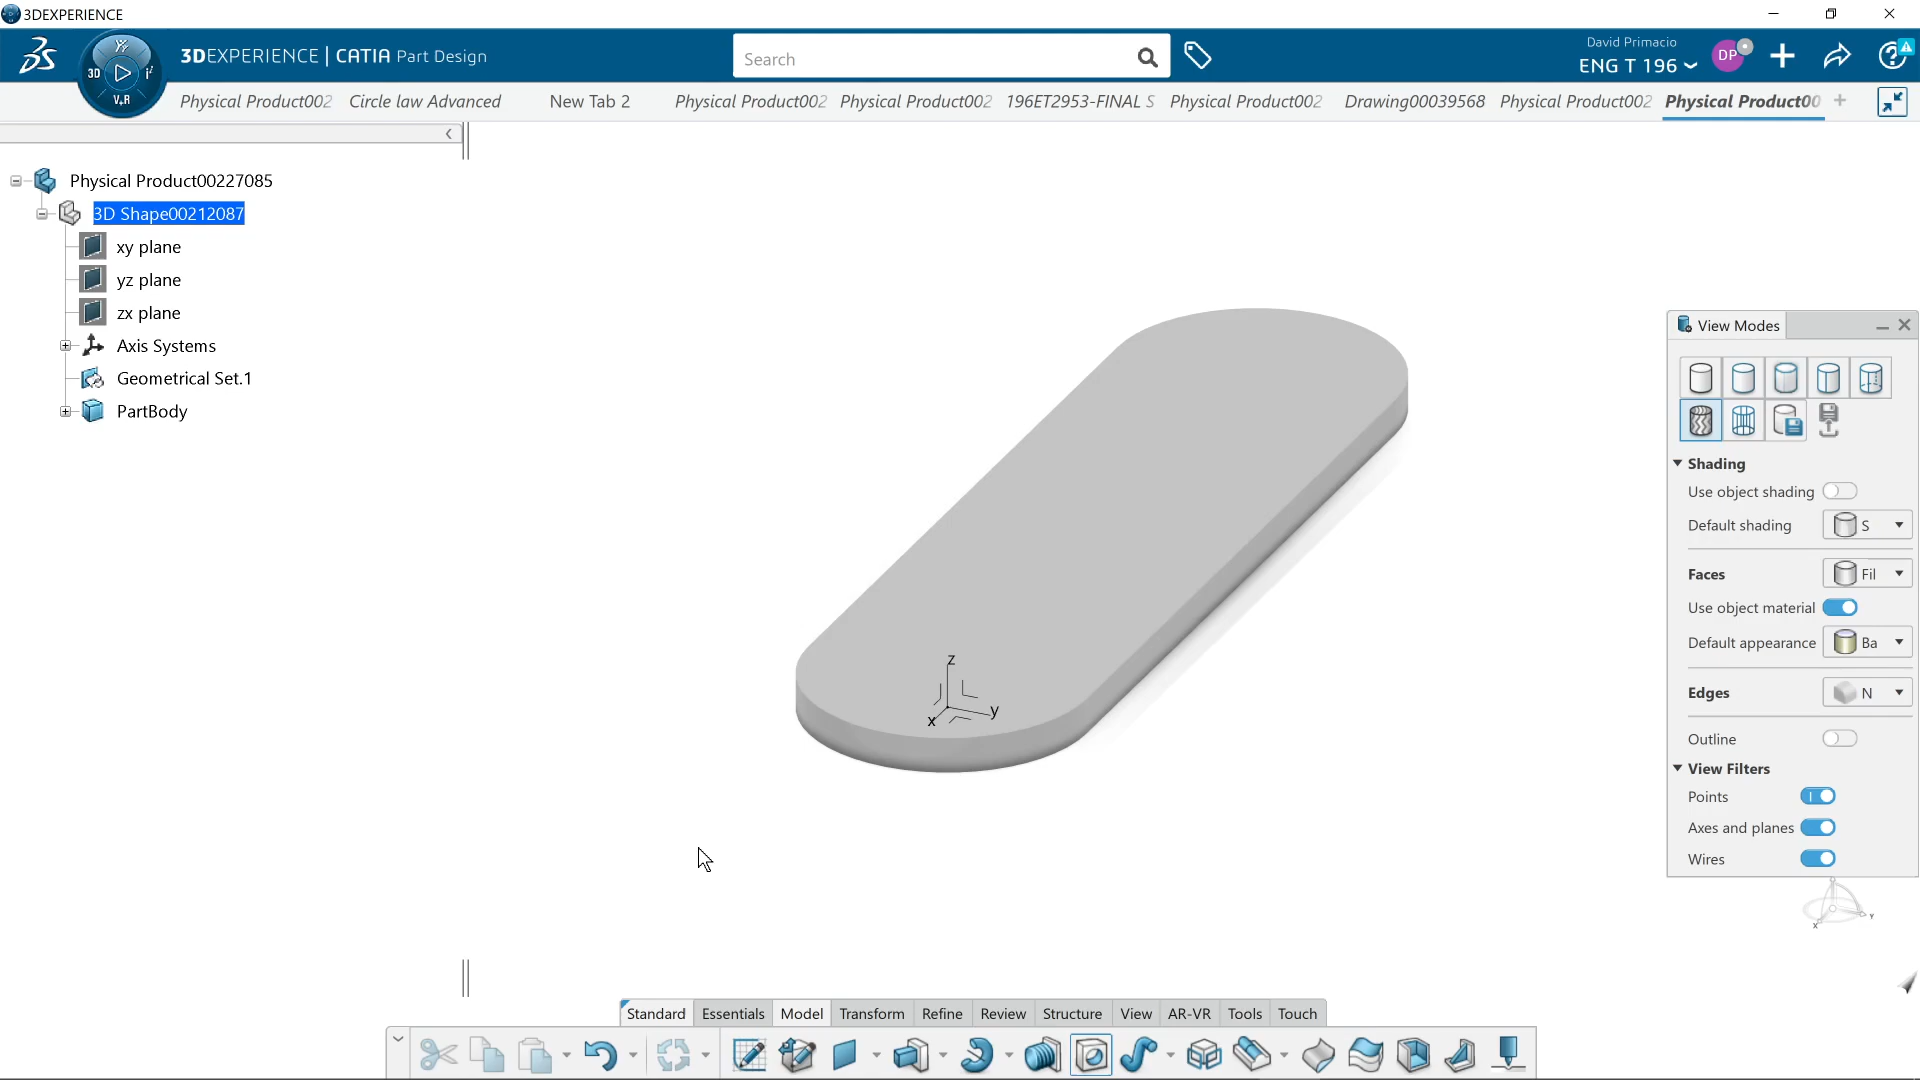 3DEXPERIENCE
3DEXPERIENCE | CATIA Part Design
3D
V+R
Search
David Primacio
ENG T 196
DP
Physical Product002
Circle law Advanced
New Tab 2
Physical Product002
Physical Product002
196ET2953-FINAL S
Physical Product002
Drawing00039568
Physical Product002
Physical Product00
Physical Product00227085
3D Shape00212087
xy plane
yz plane
zx plane
Axis Systems
Geometrical Set.1
PartBody
z
x
y
View Modes
Shading
Use object shading
Default shading
S
Faces
Fil
Use object material
Default appearance
Ba
Edges
N
Outline
View Filters
Points
Axes and planes
Wires
x
Y
Standard
Essentials
Model
Transform
Refine
Review
Structure
View
AR-VR
Tools
Touch